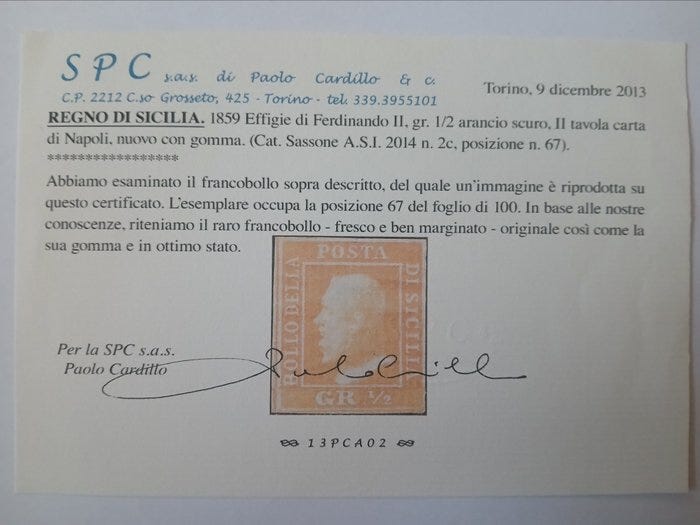 SPC s.a.s. di Paolo Cardillo & c.
C.P. 2212 C.so Grosseto, 425 - Torino - tel. 339.3955101
Torino, 9 dicembre 2013
REGNO DI SICILIA. 1859 Effigie di Ferdinando II, gr. 1/2 arancio scuro, II tavola carta
di Napoli, nuovo con gomma. (Cat. Sassone A.S.I. 2014 n. 2c, posizione n. 67).
*****************
Abbiamo esaminato il francobollo sopra descritto, del quale un'immagine è riprodotta su
questo certificato. L'esemplare occupa la posizione 67 del foglio di 100. In base alle nostre
conoscenze, riteniamo il raro francobollo - fresco e ben marginato - originale così come la
sua gomma e in ottimo stato.
POSTA
BOLLO DELLA
DI SICILIA
GR ½
Per la SPC s.a.s.
Paolo Cardillo
13PCA02